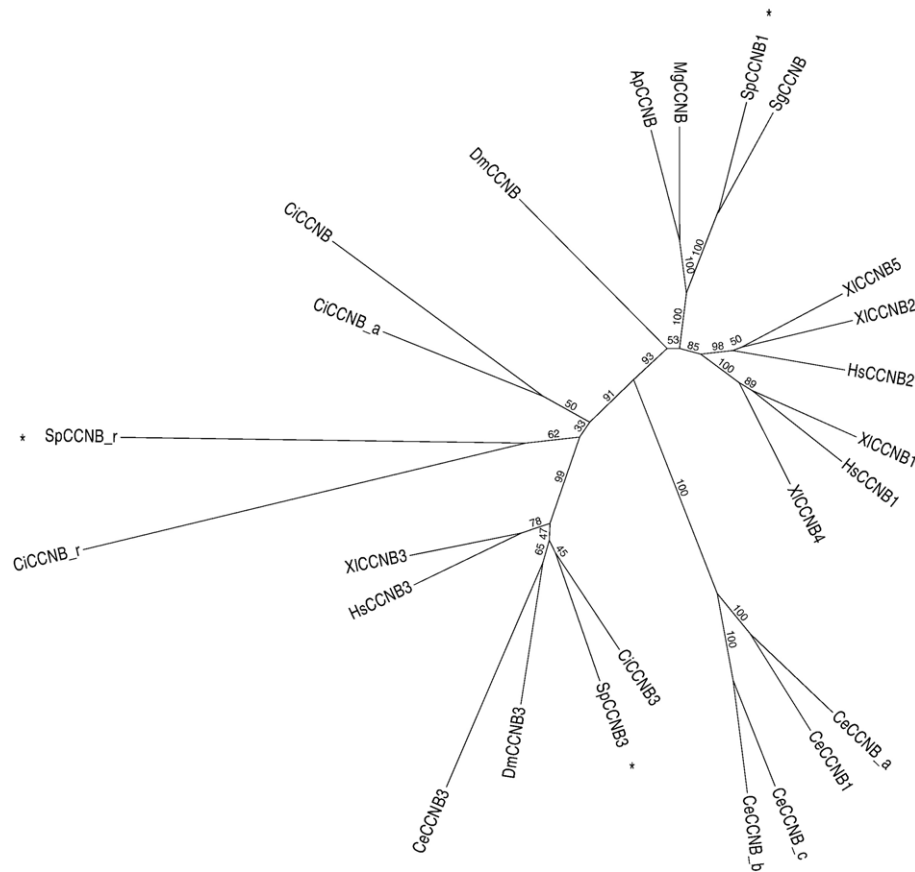 *
SpCCNB1
SgCCNB
MgCCNB
ApCCNB
DmCCNB
CiCCNB
CiCCNB_a
XlCCNB5
XlCCNB2
HsCCNB2
XlCCNB1
HsCCNB1
XlCCNB4
* SpCCNB_r
CiCCNB_r
XlCCNB3
HsCCNB3
CeCCNB3
DmCCNB3
SpCCNB3
*
CiCCNB3
CeCCNB_a
CeCCNB1
CeCCNB_c
CeCCNB_b
100
100
100
53
85
98
50
100
89
93
91
50
33
62
99
78
47
65
45
100
100
100